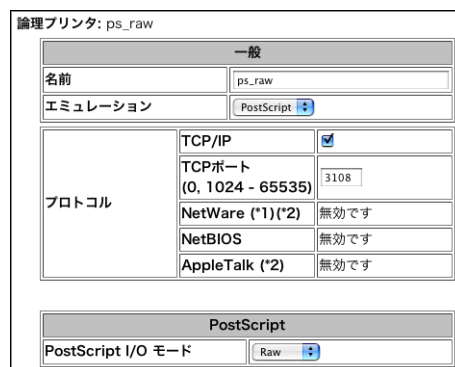 論理プリンタ: ps_raw
一般
名前 ps_raw
エミュレーション PostScript
プロトコル
TCP/IP
TCPポート
(0, 1024 - 65535) 3108
NetWare (*1)(*2) 無効です
NetBIOS 無効です
AppleTalk (*2) 無効です
PostScript
PostScript I/O モード Raw